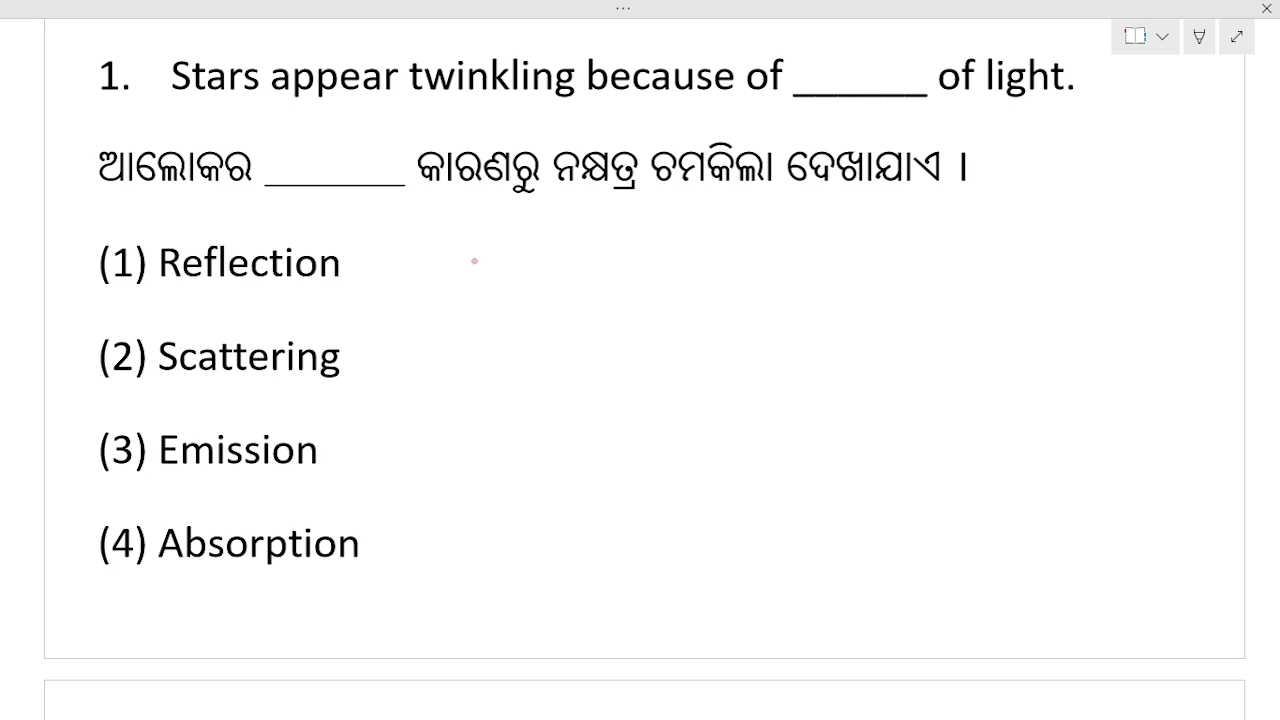 1. Stars appear twinkling because of ______ of light.
ଆଲୋକର ______ କାରଣରୁ ନକ୍ଷତ୍ର ଚମକିଲା ଦେଖାଯାଏ ।
(1) Reflection
(2) Scattering
(3) Emission
(4) Absorption